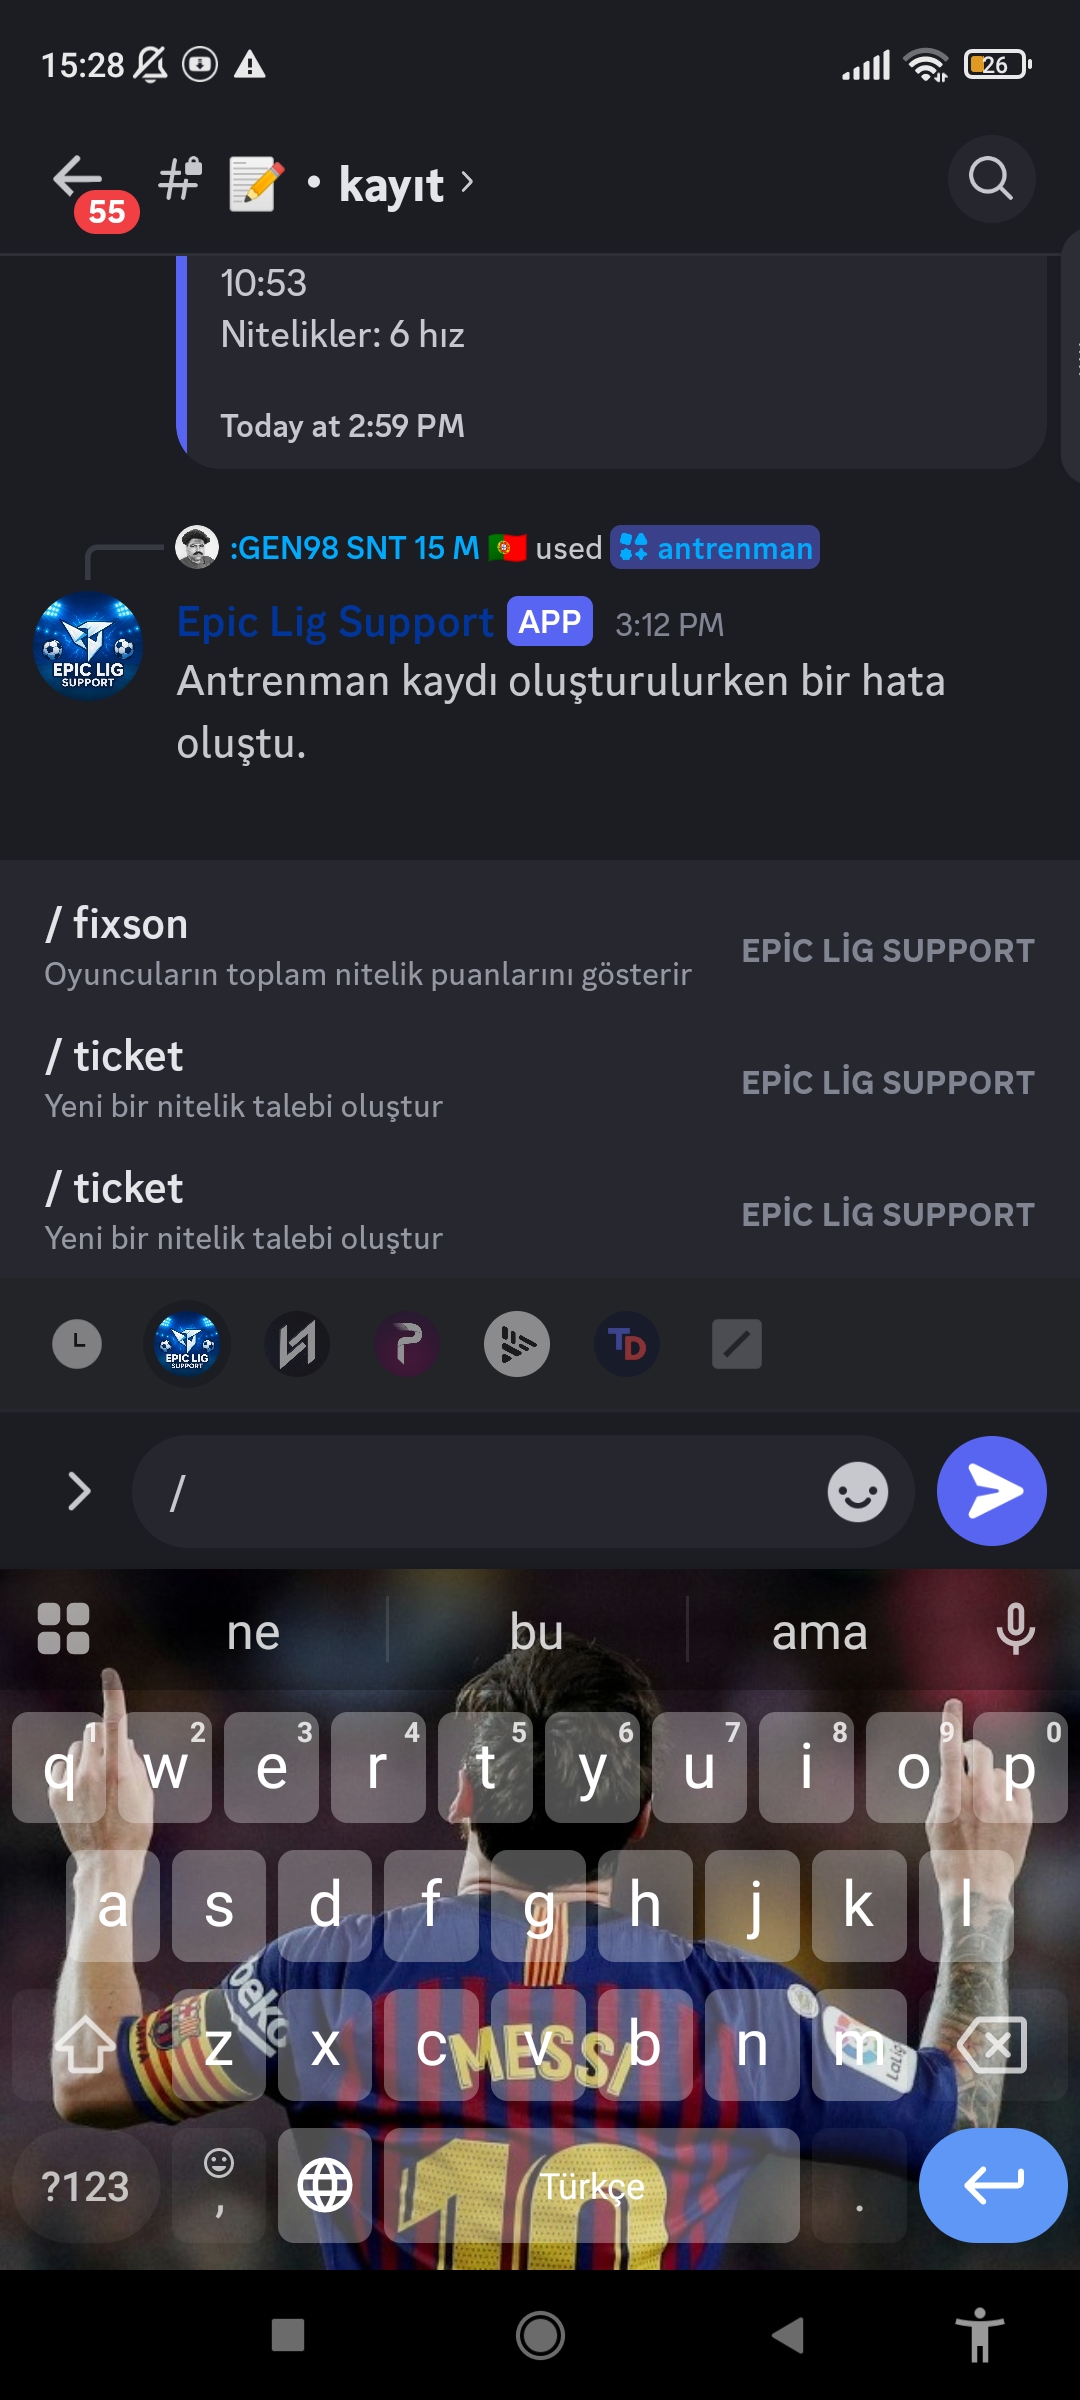 15:28
26
55
• kayıt
10:53
Nitelikler: 6 hız
Today at 2:59 PM
:GEN98 SNT 15 M 🇵🇹 used antrenman
Epic Lig Support APP 3:12 PM
EPIC LIG
SUPPORT
Antrenman kaydı oluşturulurken bir hata
oluştu.
/ fixson
Oyuncuların toplam nitelik puanlarını gösterir
EPİC LİG SUPPORT
/ ticket
Yeni bir nitelik talebi oluştur
EPİC LİG SUPPORT
/ ticket
Yeni bir nitelik talebi oluştur
EPİC LİG SUPPORT
EPIC LIG
SUPPORT
TD
/
ne bu ama
1 2 3 4 5 6 7 8 9 0
q w e r t y u i o p
a s d f g h j k l
beko
z x c v b n m
MESSI
LaLiga
?123 , Türkçe .
10